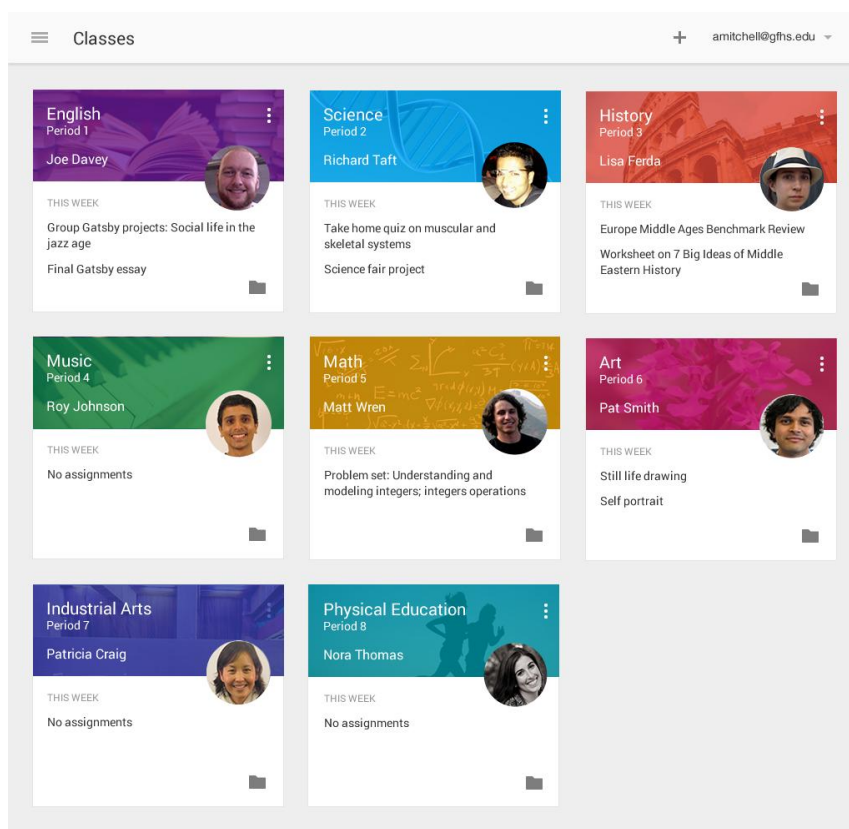 Classes
amitchell@gfhs.edu
English
Period 1
Joe Davey
THIS WEEK
Group Gatsby projects: Social life in the
jazz age
Final Gatsby essay
Science
Period 2
Richard Taft
THIS WEEK
Take home quiz on muscular and
skeletal systems
Science fair project
History
Period 3
Lisa Ferda
THIS WEEK
Europe Middle Ages Benchmark Review
Worksheet on 7 Big Ideas of Middle
Eastern History
Music
Period 4
Roy Johnson
THIS WEEK
No assignments
Math
Period 5
Matt Wren
E=mc²
THIS WEEK
Problem set: Understanding and
modeling integers; integers operations
Art
Period 6
Pat Smith
THIS WEEK
Still life drawing
Self portrait
Industrial Arts
Period 7
Patricia Craig
THIS WEEK
No assignments
Physical Education
Period 8
Nora Thomas
THIS WEEK
No assignments